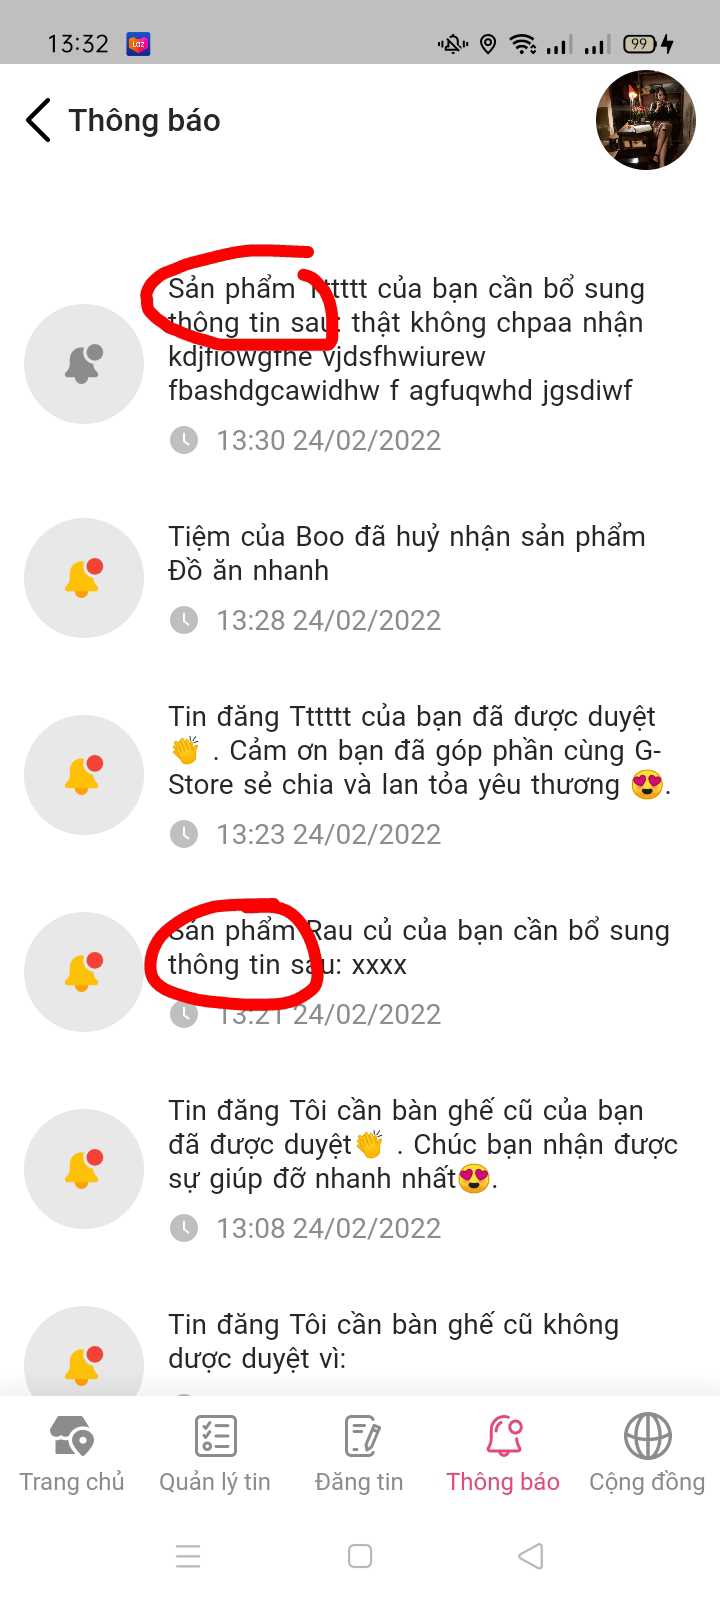 13:32
Laz
99
Thông báo
Sản phẩm Tttttt của bạn cần bổ sung
thông tin sau: thật không chpaa nhận
kdjfiowgfhe vjdsfhwiurew
fbashdgcawidhw f agfuqwhd jgsdiwf
13:30 24/02/2022
Tiệm của Boo đã huỷ nhận sản phẩm
Đồ ăn nhanh
13:28 24/02/2022
Tin đăng Tttttt của bạn đã được duyệt
👏 . Cảm ơn bạn đã góp phần cùng G-
Store sẻ chia và lan tỏa yêu thương 😍.
13:23 24/02/2022
Sản phẩm Rau củ của bạn cần bổ sung
thông tin sau: xxxx
13:21 24/02/2022
Tin đăng Tôi cần bàn ghế cũ của bạn
đã được duyệt👏 . Chúc bạn nhận được
sự giúp đỡ nhanh nhất😍.
13:08 24/02/2022
Tin đăng Tôi cần bàn ghế cũ không
dược duyệt vì:
Trang chủ
Quản lý tin
Đăng tin
Thông báo
Cộng đồng